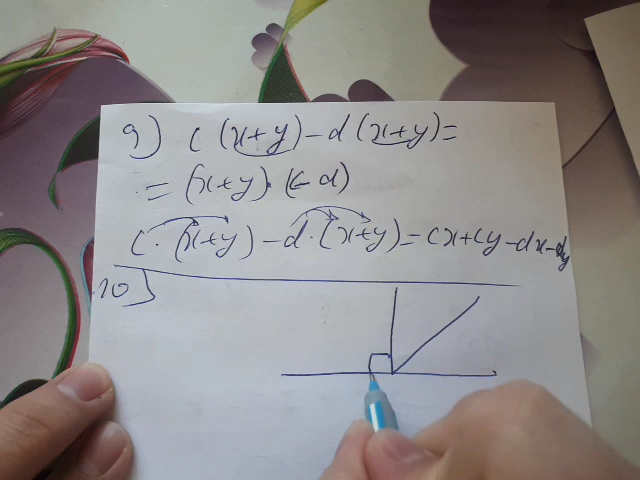 9) c (x+y)-d(x+y)=
=(x+y)·(c-d)
c·(x+y)-d·(x+y)=cx+cy-dx-dy
10)